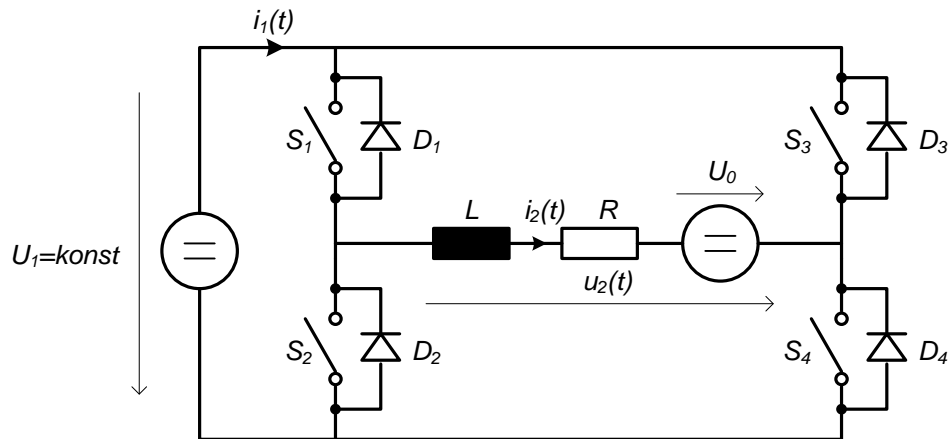 i₁(t)
S₁
D₁
S₃
D₃
U₀
L
i₂(t)
R
U₁=konst
u₂(t)
S₂
D₂
S₄
D₄